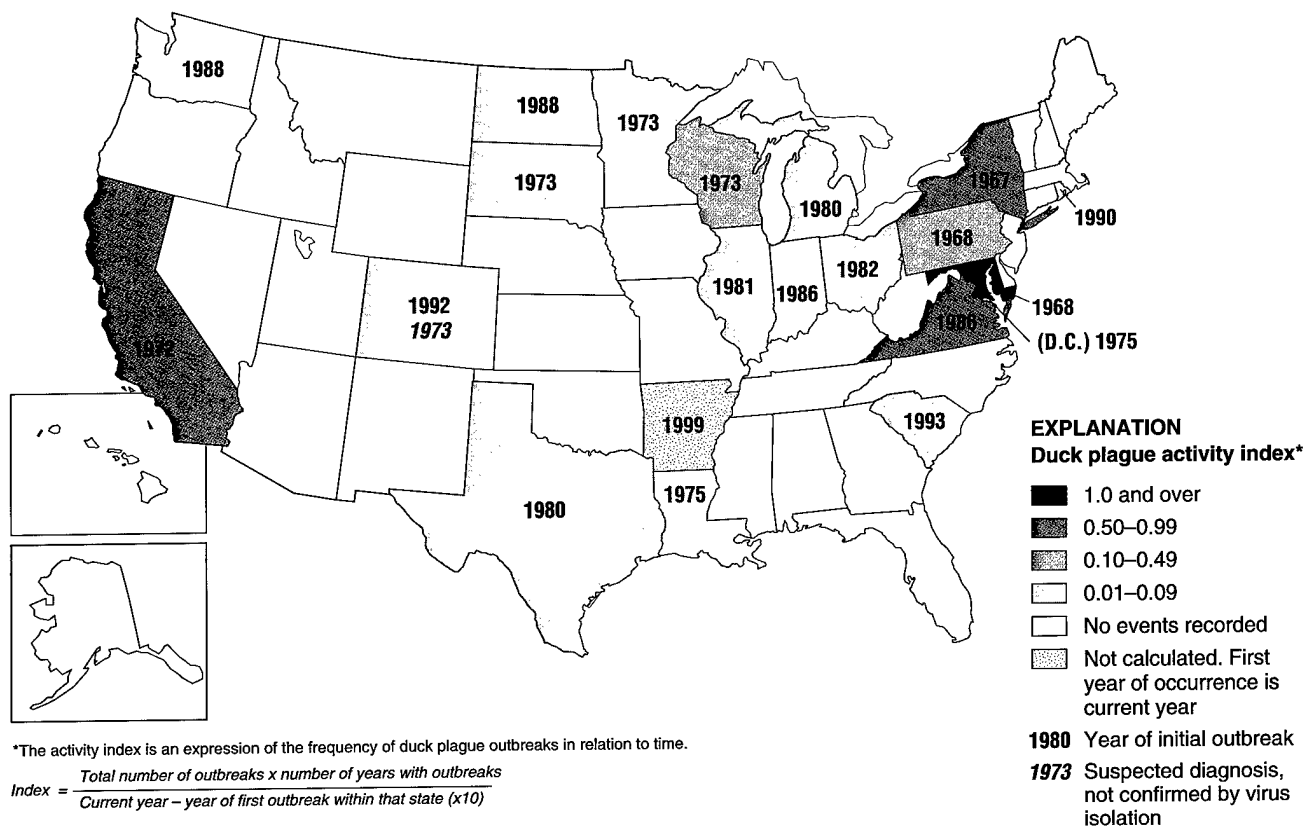 1988
1988
1973
1973
1973
1980
1967
1990
1968
1981
1986
1982
1992
1973
1972
1986
1968
(D.C.) 1975
1999
1993
1975
1980
EXPLANATION
Duck plague activity index*
1.0 and over
0.50–0.99
0.10–0.49
0.01–0.09
No events recorded
Not calculated. First
year of occurrence is
current year
1980 Year of initial outbreak
1973 Suspected diagnosis,
not confirmed by virus
isolation
*The activity index is an expression of the frequency of duck plague outbreaks in relation to time.
Index = Total number of outbreaks x number of years with outbreaks
Current year – year of first outbreak within that state (x10)